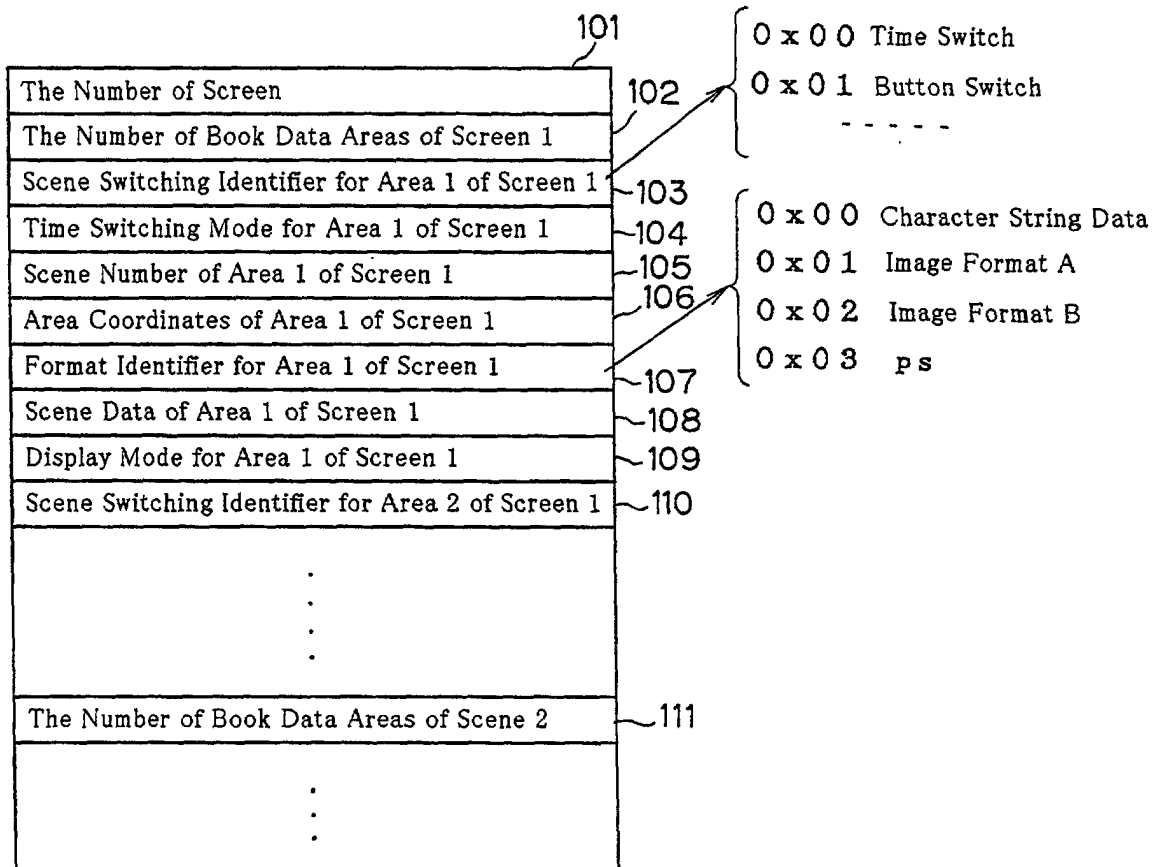 101
The Number of Screen
The Number of Book Data Areas of Screen 1
102
Scene Switching Identifier for Area 1 of Screen 1
103
Time Switching Mode for Area 1 of Screen 1
104
Scene Number of Area 1 of Screen 1
105
Area Coordinates of Area 1 of Screen 1
106
Format Identifier for Area 1 of Screen 1
107
Scene Data of Area 1 of Screen 1
108
Display Mode for Area 1 of Screen 1
109
Scene Switching Identifier for Area 2 of Screen 1
110
The Number of Book Data Areas of Scene 2
111
0x00 Time Switch
0x01 Button Switch
0x00 Character String Data
0x01 Image Format A
0x02 Image Format B
0x03 ps